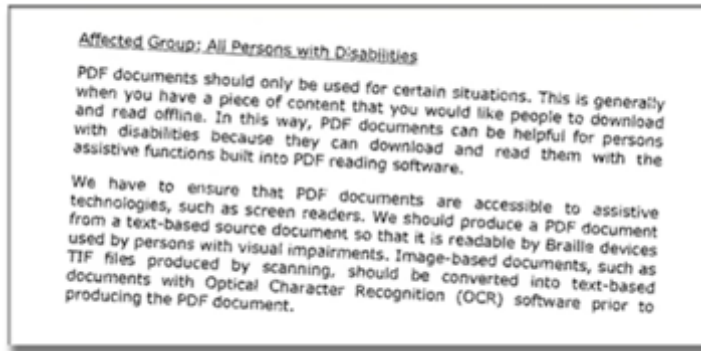 Affected Group: All Persons with Disabilities
PDF documents should only be used for certain situations. This is generally
when you have a piece of content that you would like people to download
and read offline. In this way, PDF documents can be helpful for persons
with disabilities because they can download and read them with the
assistive functions built into PDF reading software.
We have to ensure that PDF documents are accessible to assistive
technologies, such as screen readers. We should produce a PDF document
from a text-based source document so that it is readable by Braille devices
used by persons with visual impairments. Image-based documents, such as
TIF files produced by scanning, should be converted into text-based
documents with Optical Character Recognition (OCR) software prior to
producing the PDF document.